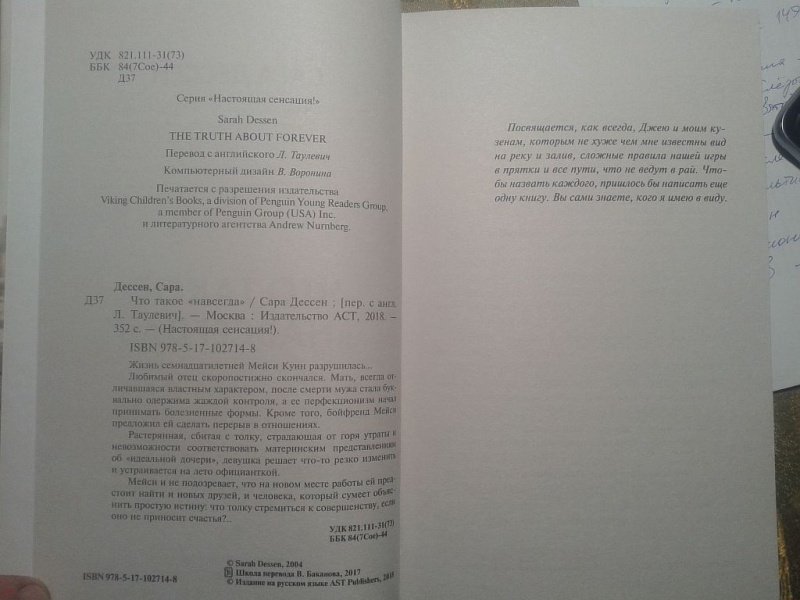 УДК 821.111-31(73)
ББК 84(7Сое)-44
Д37
Серия «Настоящая сенсация!»
Sarah Dessen
THE TRUTH ABOUT FOREVER
Перевод с английского Л. Таулевич
Компьютерный дизайн В. Воронина
Печатается с разрешения издательства
Viking Children's Books, a division of Penguin Young Readers Group,
a member of Penguin Group (USA) Inc.
и литературного агентства Andrew Nurnberg.
Дессен, Сара.
Д37 Что такое «навсегда» / Сара Дессен ; [пер. с англ.
Л. Таулевич]. — Москва : Издательство АСТ, 2018. —
352 с. — (Настоящая сенсация!).
ISBN 978-5-17-102714-8
Жизнь семнадцатилетней Мейси Куин разрушилась...
Любимый отец скоропостижно скончался. Мать, всегда от-
личавшаяся властным характером, после смерти мужа стала бук-
вально одержима жаждой контроля, а ее перфекционизм начал
принимать болезненные формы. Кроме того, бойфренд Мейси
предложил ей сделать перерыв в отношениях.
Растерянная, сбитая с толку, страдающая от горя утраты и
невозможности соответствовать материнским представлениям
об «идеальной дочери», девушка решает что-то резко изменить
и устраивается на лето официанткой.
Мейси и не подозревает, что на новом месте работы ей пред-
стоит найти и новых друзей, и человека, который сумеет объяс-
нить простую истину: что толку стремиться к совершенству, если
оно не приносит счастья?..
УДК 821.111-31(73)
ББК 84(7Сое)-44
© Sarah Dessen, 2004
© Школа перевода В. Баканова, 2017
ISBN 978-5-17-102714-8 © Издание на русском языке AST Publishers, 2018
Посвящается, как всегда, Джею и моим ку-
зенам, которым не хуже чем мне известны вид
на реку и залив, сложные правила нашей игры
в прятки и все пути, что не ведут в рай. Что-
бы назвать каждого, пришлось бы написать еще
одну книгу. Вы сами знаете, кого я имею в виду.